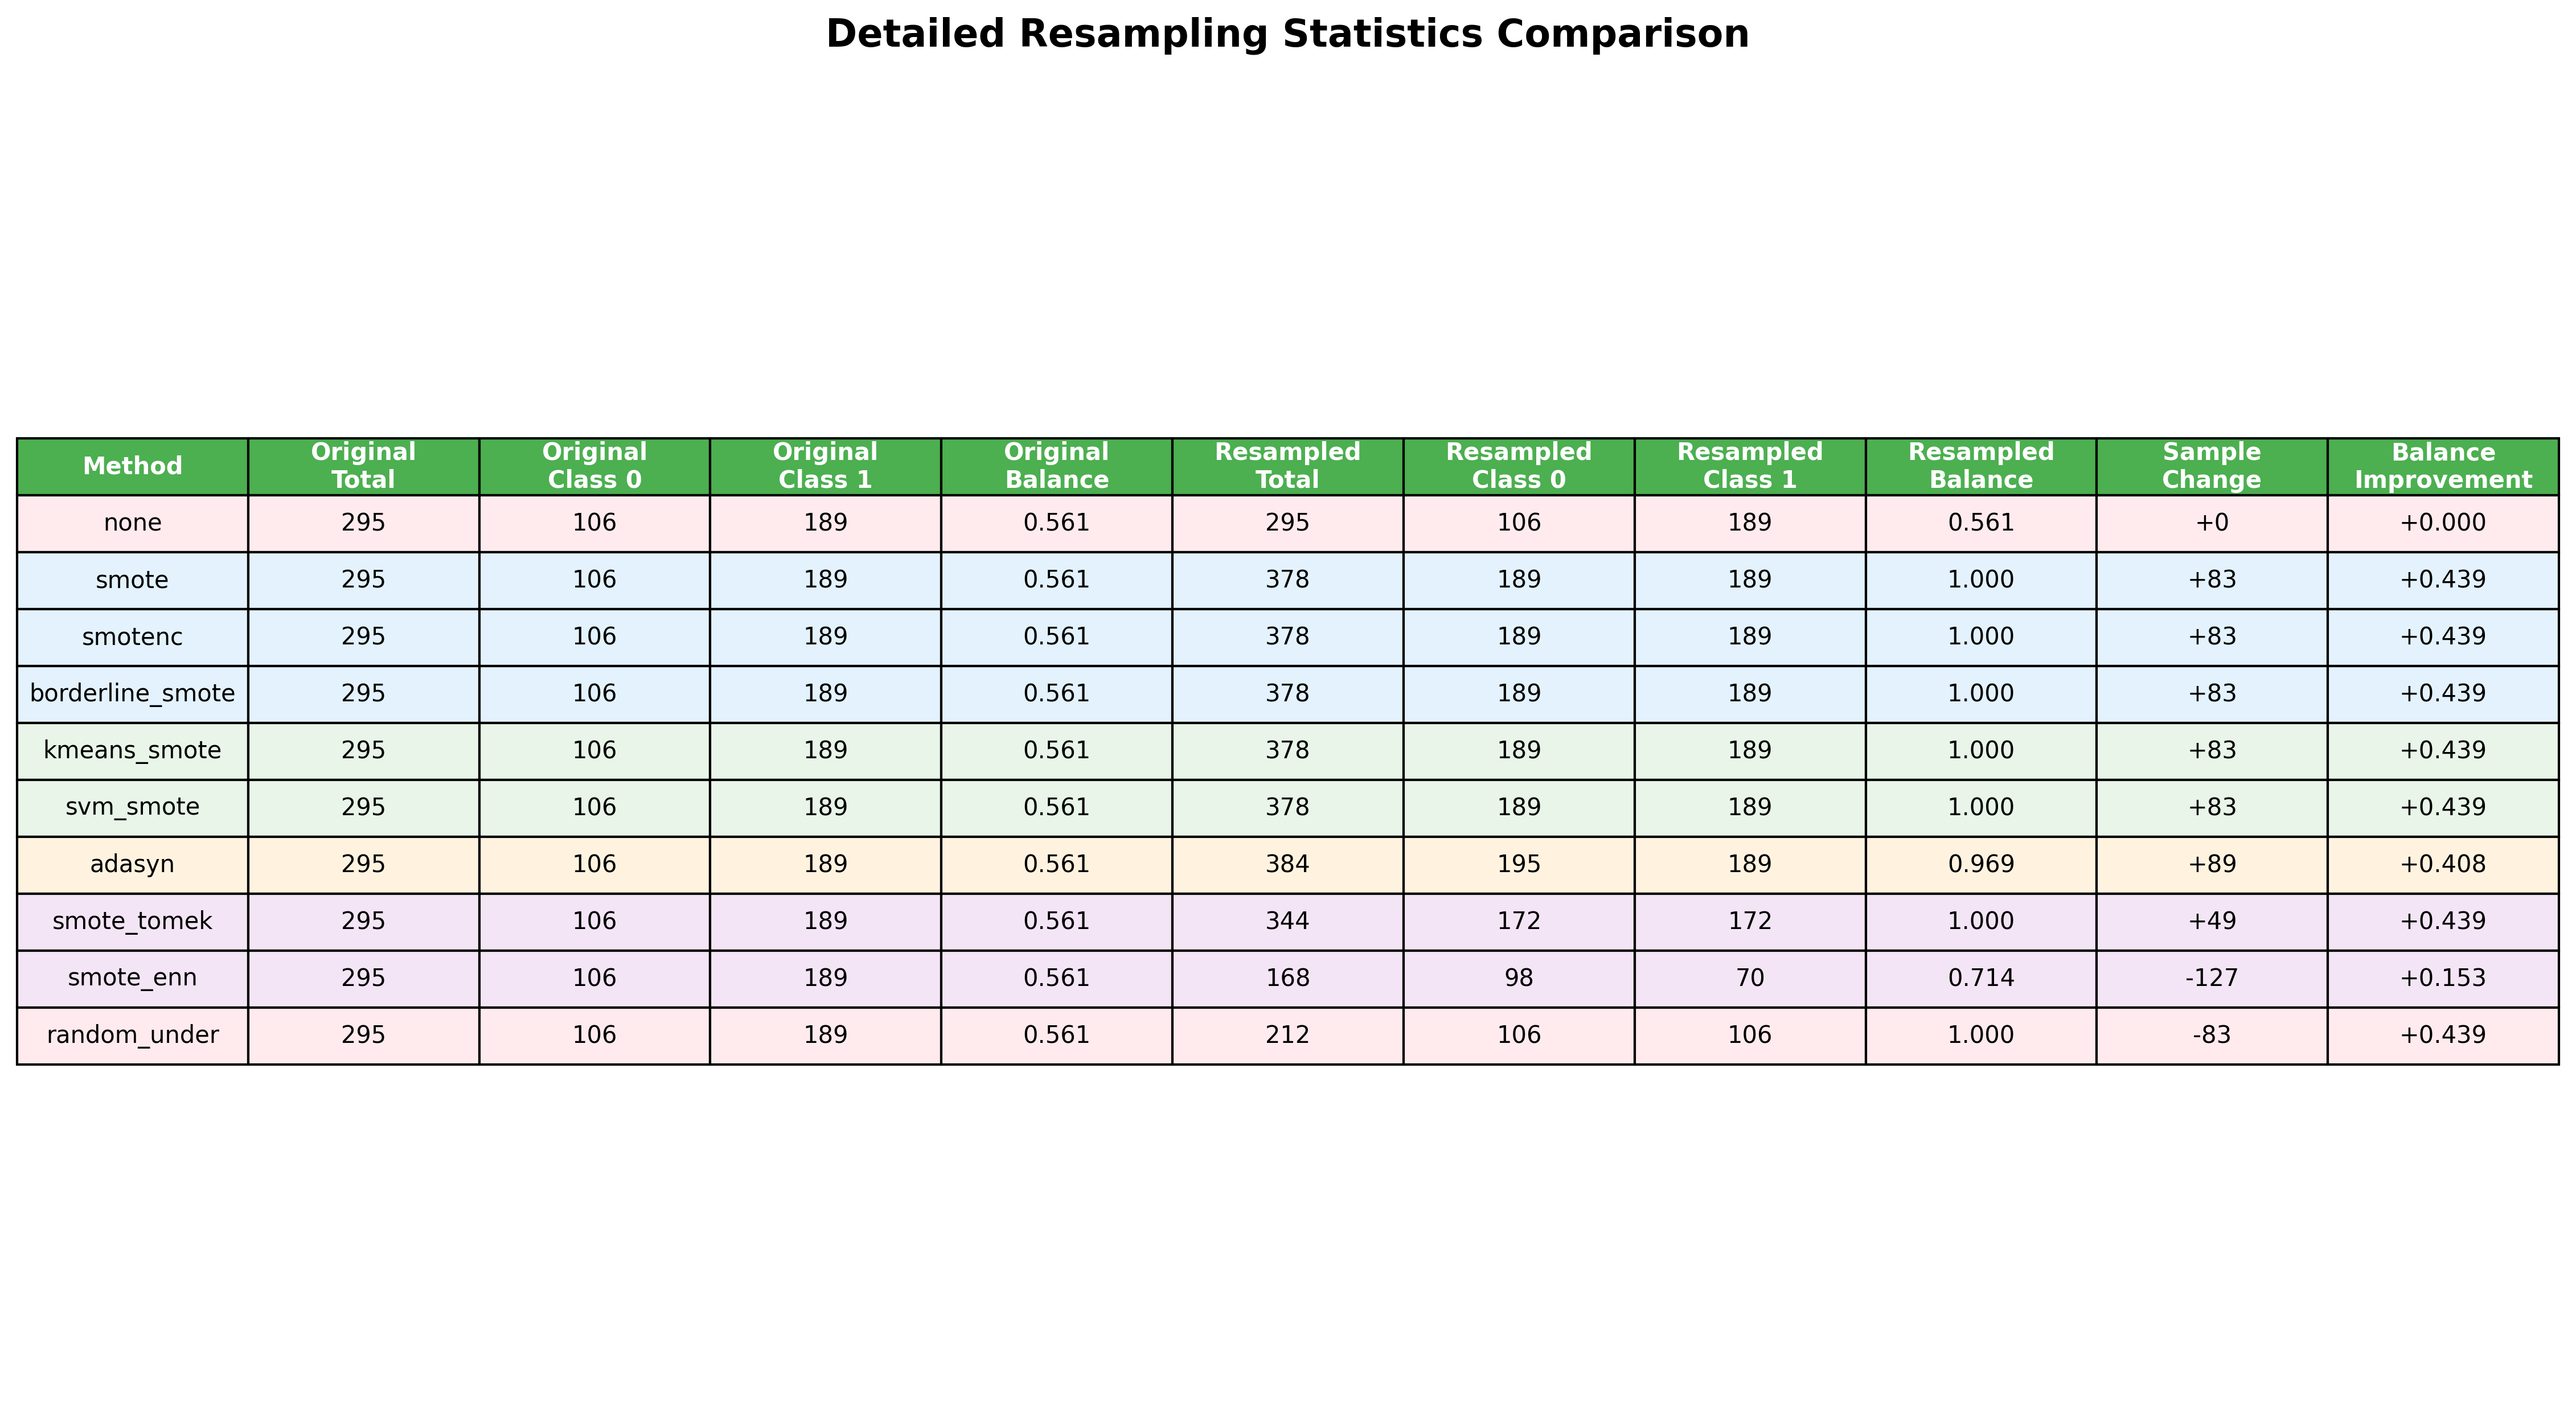 Detailed Resampling Statistics Comparison
Method Original Total Original Class 0 Original Class 1 Original Balance Resampled Total Resampled Class 0 Resampled Class 1 Resampled Balance Sample Change Balance Improvement
none 295 106 189 0.561 295 106 189 0.561 +0 +0.000
smote 295 106 189 0.561 378 189 189 1.000 +83 +0.439
smotenc 295 106 189 0.561 378 189 189 1.000 +83 +0.439
borderline_smote 295 106 189 0.561 378 189 189 1.000 +83 +0.439
kmeans_smote 295 106 189 0.561 378 189 189 1.000 +83 +0.439
svm_smote 295 106 189 0.561 378 189 189 1.000 +83 +0.439
adasyn 295 106 189 0.561 384 195 189 0.969 +89 +0.408
smote_tomek 295 106 189 0.561 344 172 172 1.000 +49 +0.439
smote_enn 295 106 189 0.561 168 98 70 0.714 -127 +0.153
random_under 295 106 189 0.561 212 106 106 1.000 -83 +0.439